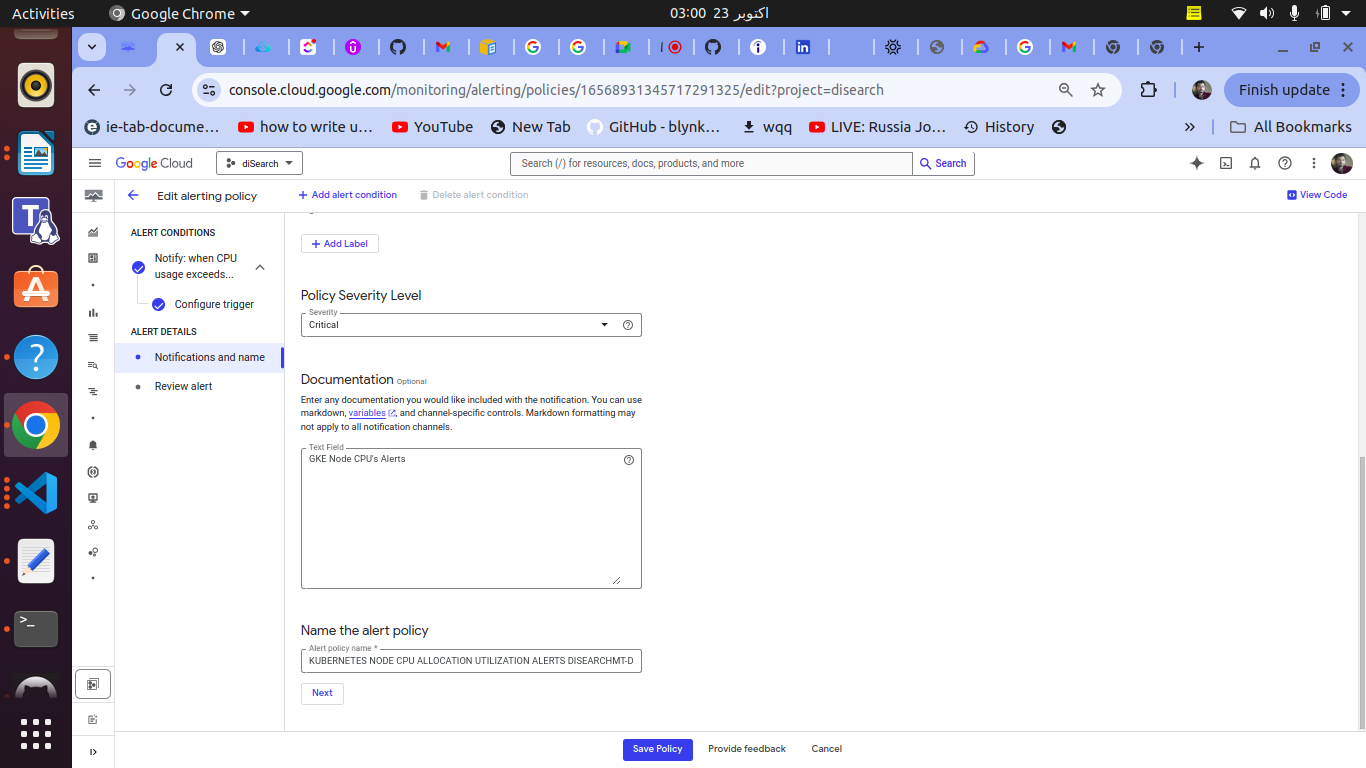 Activities
Google Chrome
03:00 23 اکتوبر
console.cloud.google.com/monitoring/alerting/policies/16568931345717291325/edit?project=disearch
Finish update
ie-tab-docume...
how to write u...
YouTube
New Tab
GitHub - blynk...
wqq
LIVE: Russia Jo...
History
All Bookmarks
Google Cloud
diSearch
Search (/) for resources, docs, products, and more
Search
Edit alerting policy
Add alert condition
Delete alert condition
View Code
ALERT CONDITIONS
Notify: when CPU
usage exceeds...
Configure trigger
ALERT DETAILS
Notifications and name
Review alert
Add Label
Policy Severity Level
Severity
Critical
Documentation Optional
Enter any documentation you would like included with the notification. You can use
markdown, variables, and channel-specific controls. Markdown formatting may
not apply to all notification channels.
Text Field
GKE Node CPU's Alerts
Name the alert policy
Alert policy name *
KUBERNETES NODE CPU ALLOCATION UTILIZATION ALERTS DISEARCHMT-D
Next
Save Policy
Provide feedback
Cancel